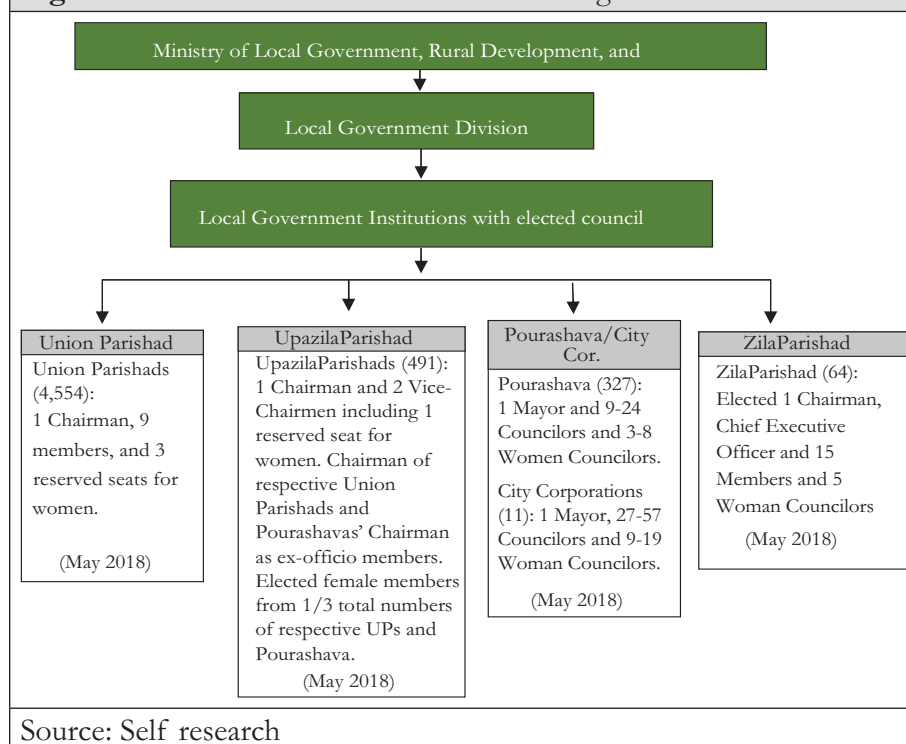 Ministry of Local Government, Rural Development, and
Local Government Division
Local Government Institutions with elected council
Union Parishad
Union Parishads
(4,554):
1 Chairman, 9
members, and 3
reserved seats for
women.
(May 2018)
UpazilaParishad
UpazilaParishads (491):
1 Chairman and 2 Vice-
Chairmen including 1
reserved seat for
women. Chairman of
respective Union
Parishads and
Pourashavas’ Chairman
as ex-officio members.
Elected female members
from 1/3 total numbers
of respective UPs and
Pourashava.
(May 2018)
Pourashava/City
Cor.
Pourashava (327):
1 Mayor and 9-24
Councilors and 3-8
Women Councilors.
City Corporations
(11): 1 Mayor, 27-57
Councilors and 9-19
Woman Councilors.
(May 2018)
ZilaParishad
ZilaParishad (64):
Elected 1 Chairman,
Chief Executive
Officer and 15
Members and 5
Woman Councilors
(May 2018)
Source: Self research